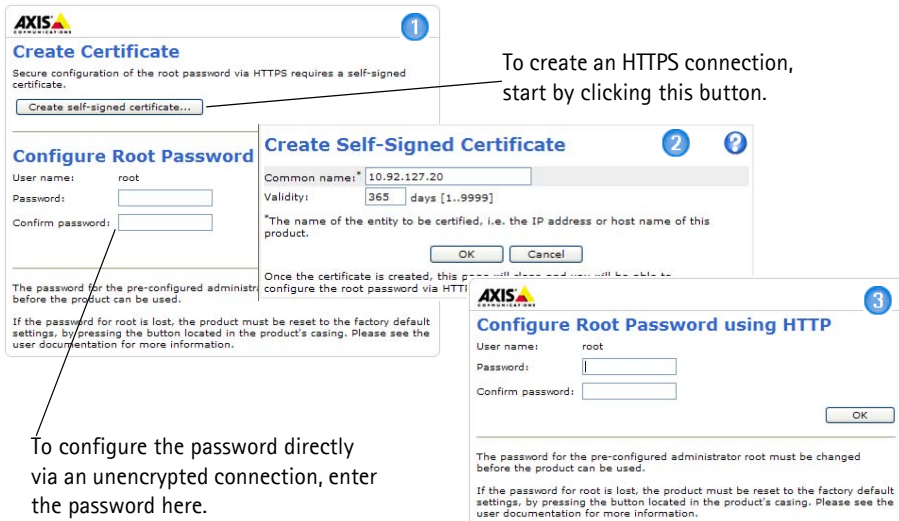 AXIS
COMMUNICATIONS
1
Create Certificate
Secure configuration of the root password via HTTPS requires a self-signed
certificate.
Create self-signed certificate...
To create an HTTPS connection,
start by clicking this button.
Configure Root Password
User name: root
Password:
Confirm password:
The password for the pre-configured administra
before the product can be used.
If the password for root is lost, the product must be reset to the factory default
settings, by pressing the button located in the product's casing. Please see the
user documentation for more information.
Create Self-Signed Certificate
2
?
Common name:* 10.92.127.20
Validity: 365 days [1..9999]
*The name of the entity to be certified, i.e. the IP address or host name of this
product.
OK Cancel
Once the certificate is created, this page will close and you will be able to
configure the root password via HTTP
AXIS
COMMUNICATIONS
3
Configure Root Password using HTTP
User name: root
Password:
Confirm password:
OK
The password for the pre-configured administrator root must be changed
before the product can be used.
If the password for root is lost, the product must be reset to the factory default
settings, by pressing the button located in the product's casing. Please see the
user documentation for more information.
To configure the password directly
via an unencrypted connection, enter
the password here.